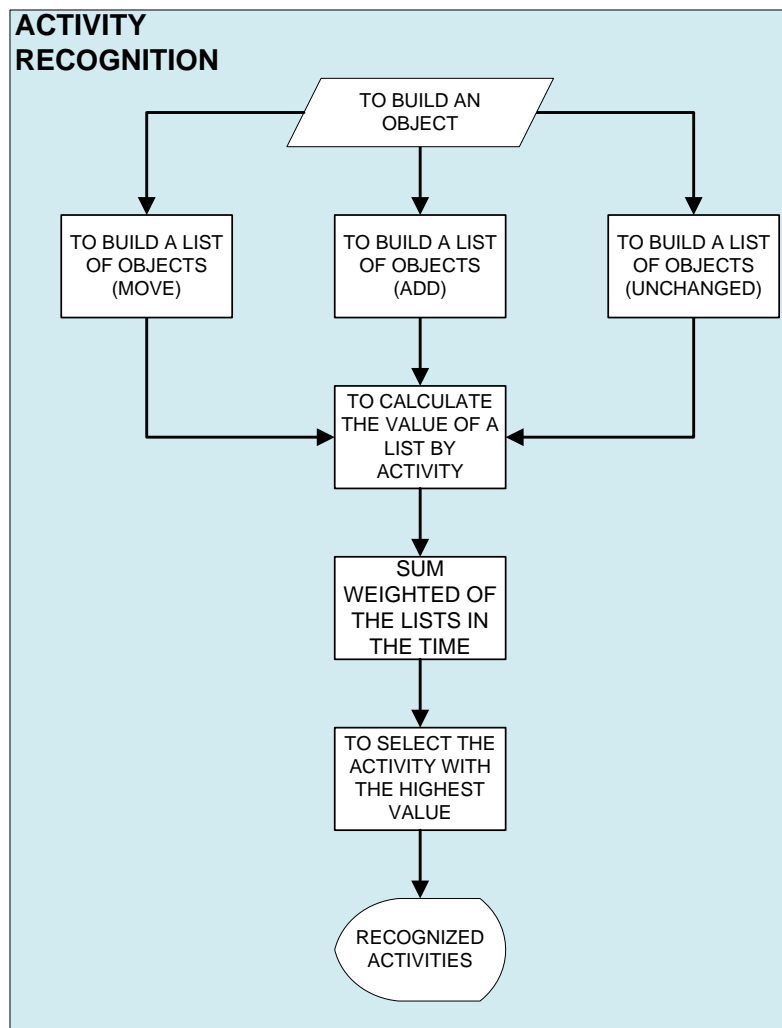 ACTIVITY
RECOGNITION
TO BUILD AN
OBJECT
TO BUILD A LIST
OF OBJECTS
(MOVE)
TO BUILD A LIST
OF OBJECTS
(ADD)
TO BUILD A LIST
OF OBJECTS
(UNCHANGED)
TO CALCULATE
THE VALUE OF A
LIST BY
ACTIVITY
SUM
WEIGHTED OF
THE LISTS IN
THE TIME
TO SELECT THE
ACTIVITY WITH
THE HIGHEST
VALUE
RECOGNIZED
ACTIVITIES